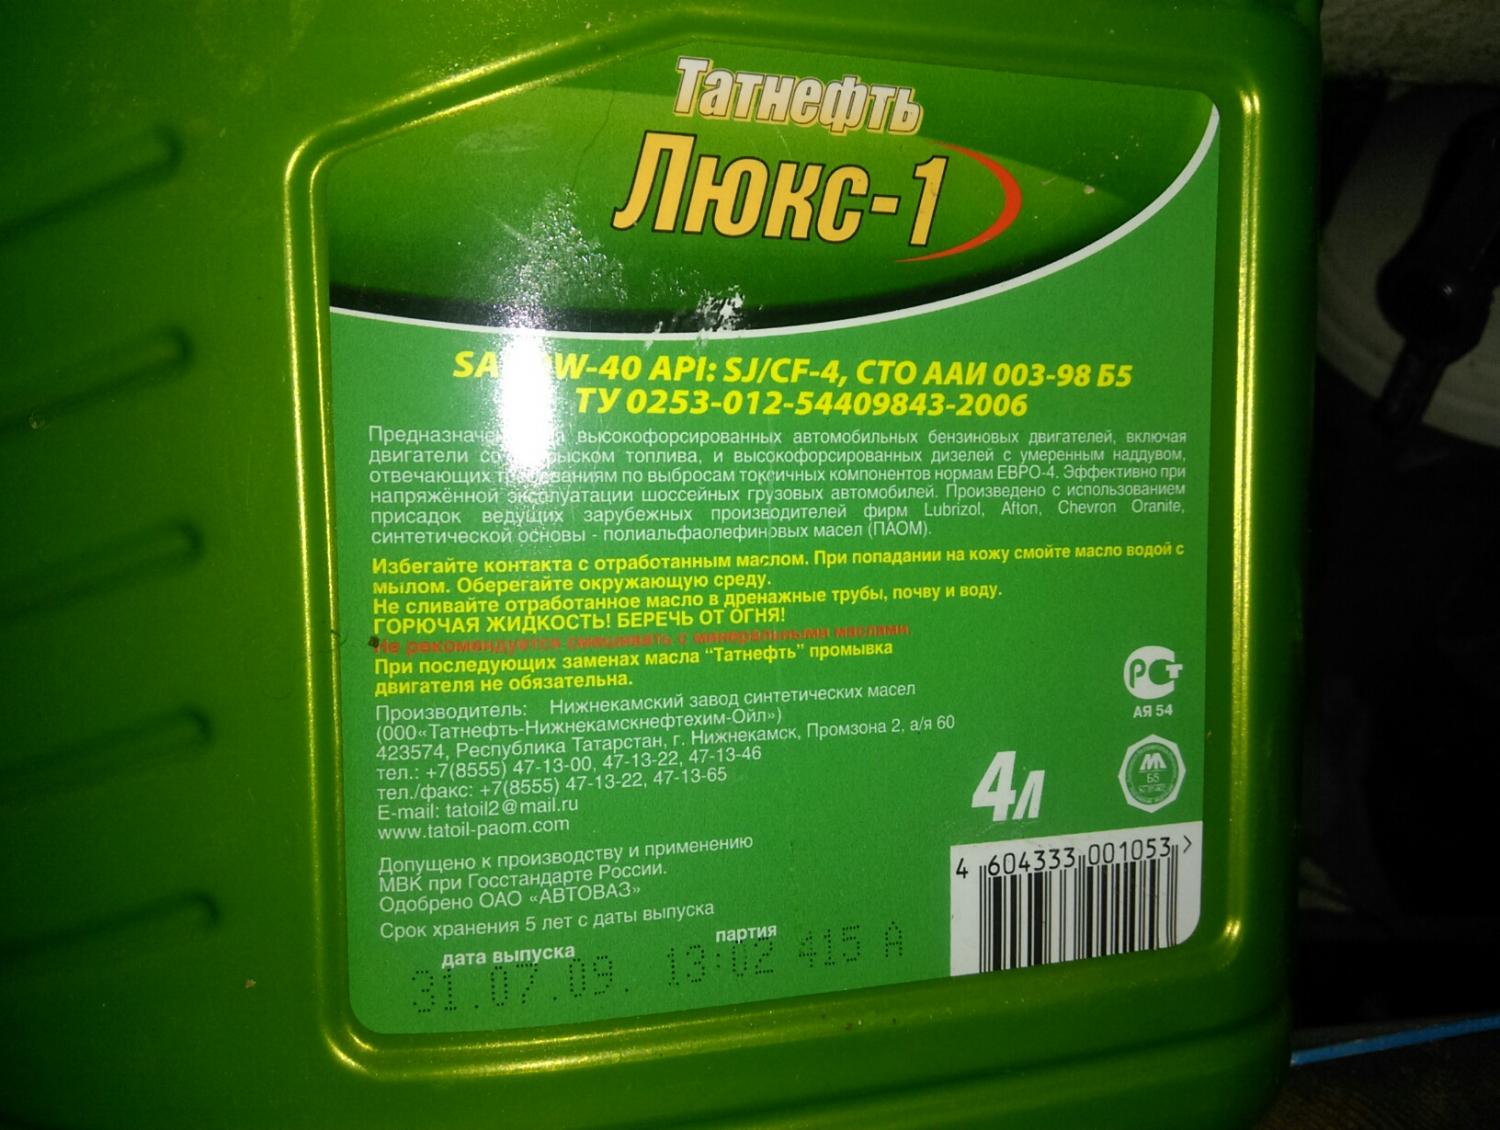 Татнефть
Люкс-1
W-40 API: SJ/CF-4, СТО ААИ 003-98 Б5
ТУ 0253-012-54409843-2006
высокофорсированных автомобильных бензиновых двигателей, включая
двигатели топлива, и высокофорсированных дизелей с умеренным наддувом,
отвечающих требованиям по выбросам токсичных компонентов нормам ЕВРО-4. Эффективно при
напряжённой эксплуатации шоссейных грузовых автомобилей. Произведено с использованием
присадок ведущих зарубежных производителей фирм Lubrizol, Afton, Chevron Oranite,
синтетической основы - полиальфаолефиновых масел (ПАОМ).
Избегайте контакта с отработанным маслом. При попадании на кожу смойте масло водой с
мылом. Оберегайте окружающую среду.
Не сливайте отработанное масло в дренажные трубы, почву и воду.
ГОРЮЧАЯ ЖИДКОСТЬ! БЕРЕЧЬ ОТ ОГНЯ!
Не рекомендуется смешивать с минеральными маслами.
При последующих заменах масла “Татнефть” промывка
двигателя не обязательна.
Производитель: Нижнекамский завод синтетических масел
(ООО«Татнефть-Нижнекамскнефтехим-Ойл»)
423574, Республика Татарстан, г. Нижнекамск, Промзона 2, а/я 60
тел.: +7(8555) 47-13-00, 47-13-22, 47-13-46
тел./факс: +7(8555) 47-13-22, 47-13-65
E-mail: tatoil2@mail.ru
www.tatoil-paom.com
РСТ
АЯ 54
Б5
4л
Допущено к производству и применению
МВК при Госстандарте России.
Одобрено ОАО «АВТОВАЗ»
Срок хранения 5 лет с даты выпуска
дата выпуска партия
31.07.09. 13:02 415 А
4 604333 001053 >